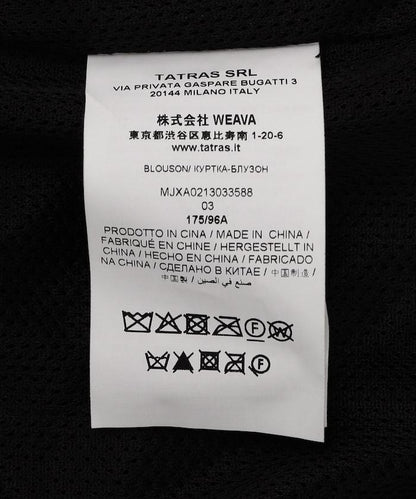 TATRAS SRL
VIA PRIVATA GASPARE BUGATTI 3
20144 MILANO ITALY
株式会社 WEAVA
東京都渋谷区恵比寿南 1-20-6
www.tatras.it
BLOUSON/ КУРТКА-БЛУЗОН
MJXA0213033588
03
175/96A
PRODOTTO IN CINA / MADE IN CHINA /
FABRIQUÉ EN CHINE / HERGESTELLT IN
CHINA / HECHO EN CHINA / FABRICADO
NA CHINA / СДЕЛАНО В КИТАЕ / 中国制造 /
中国製 / صنع في الصين
F W
F